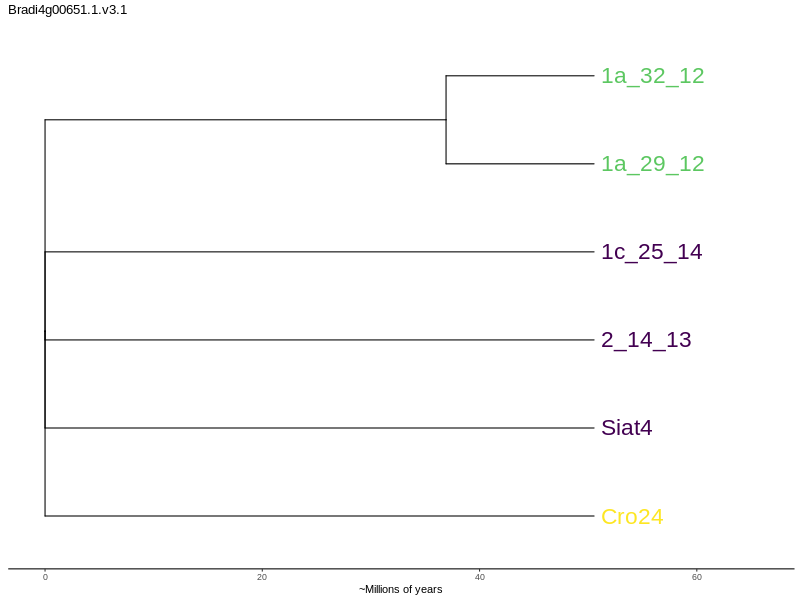 Bradi4g00651.1.v3.1
1a_32_12
1a_29_12
1c_25_14
2_14_13
Siat4
Cro24
0 20 40 60
~Millions of years